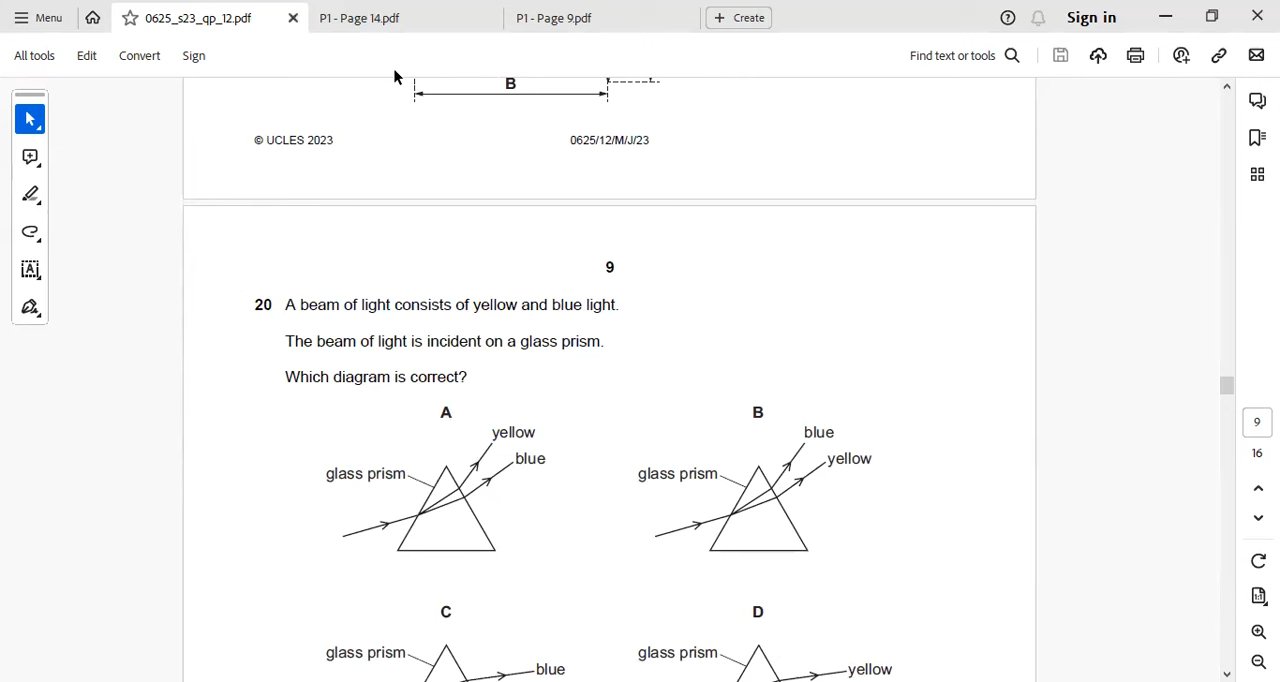 Menu
0625_s23_qp_12.pdf
P1 - Page 14.pdf
P1 - Page 9.pdf
Create
Sign in
All tools
Edit
Convert
Sign
Find text or tools
B
© UCLES 2023
0625/12/M/J/23
9
20 A beam of light consists of yellow and blue light.
The beam of light is incident on a glass prism.
Which diagram is correct?
A
yellow
blue
glass prism
B
blue
yellow
glass prism
C
glass prism
blue
D
glass prism
yellow
9
16
1:1